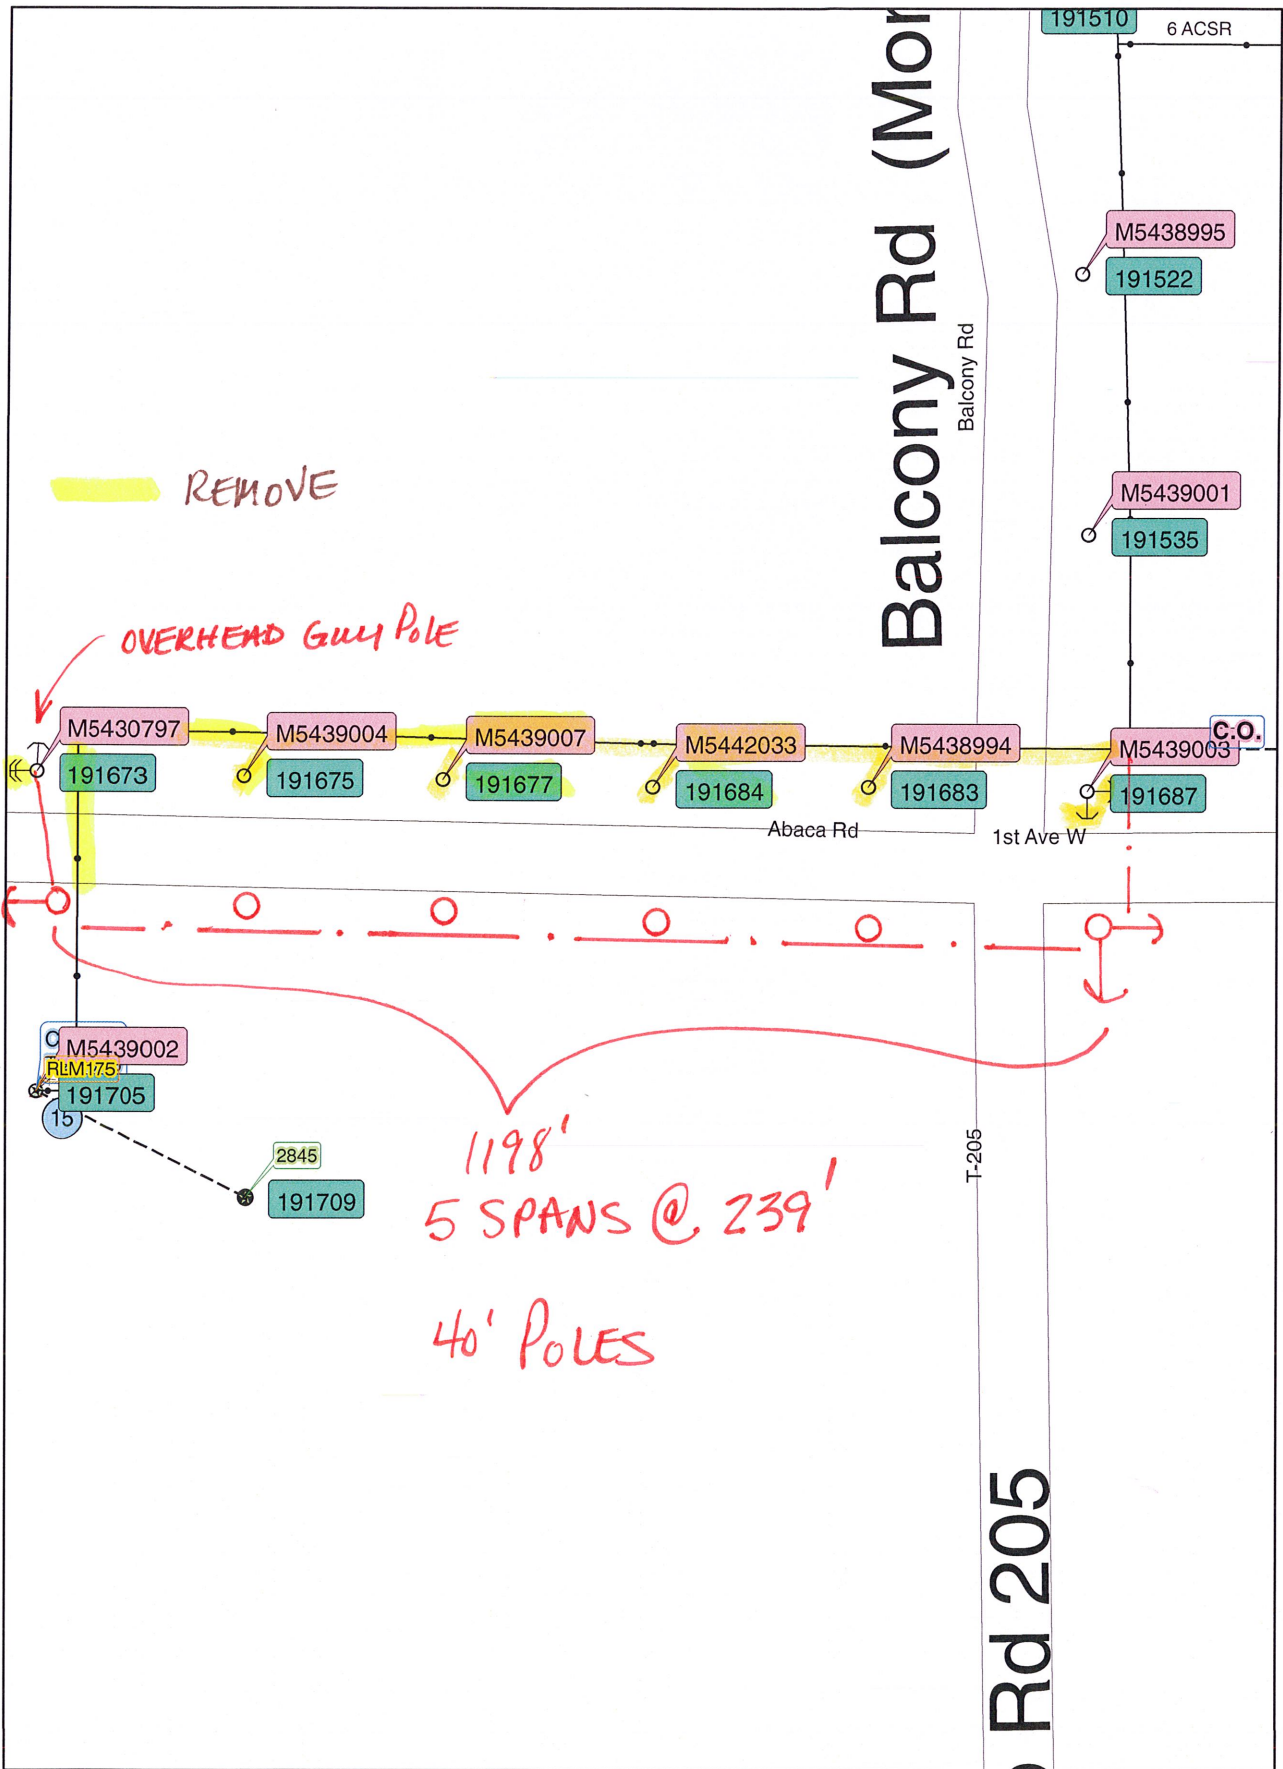 191510
6 ACSR
Balcony Rd (Mor
Balcony Rd
M5438995
191522
M5439001
191535
REMOVE
OVERHEAD GUY POLE
M5430797
191673
M5439004
191675
M5439007
191677
M5442033
191684
M5438994
191683
M5439003
C.O.
191687
Abaca Rd
1st Ave W
C
M5439002
RLM175
191705
15
2845
191709
1198'
5 SPANS @ 239'
40' POLES
T-205
Rd 205